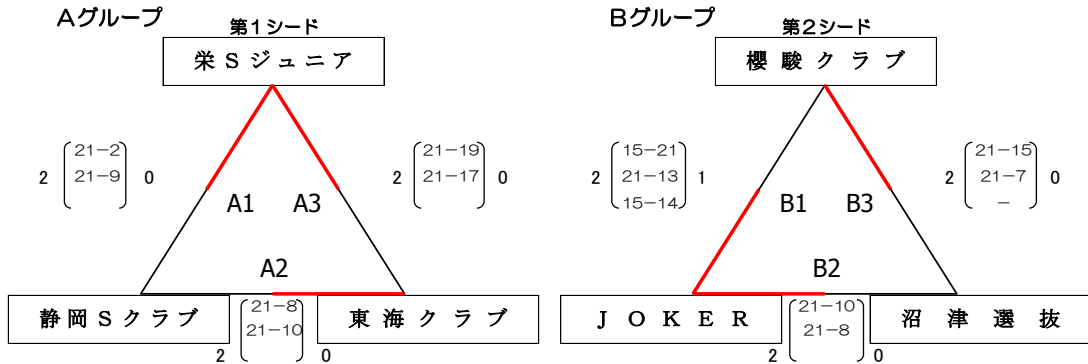 Aグループ
第1シード
栄Sジュニア
2 21-2 0
21-9
A1
A3
2 21-19 0
21-17
A2
静岡Sクラブ
21-8
21-10
2 0
東海クラブ
Bグループ
第2シード
櫻駿クラブ
15-21
2 21-13 1
15-14
B1
B3
21-15
2 21-7 0
-
B2
JOKER
21-10
21-8
2 0
沼津選抜